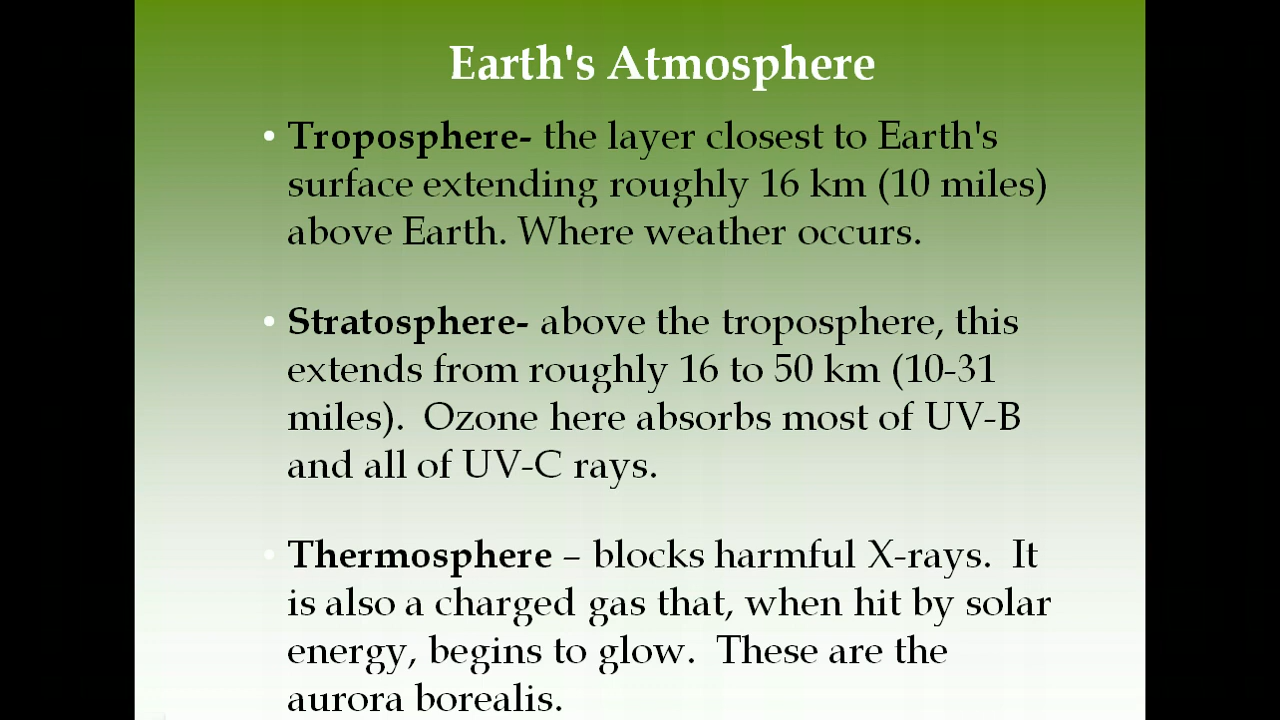 Earth's Atmosphere
• Troposphere- the layer closest to Earth's
surface extending roughly 16 km (10 miles)
above Earth. Where weather occurs.
• Stratosphere- above the troposphere, this
extends from roughly 16 to 50 km (10-31
miles).  Ozone here absorbs most of UV-B
and all of UV-C rays.
• Thermosphere – blocks harmful X-rays.  It
is also a charged gas that, when hit by solar
energy, begins to glow.  These are the
aurora borealis.